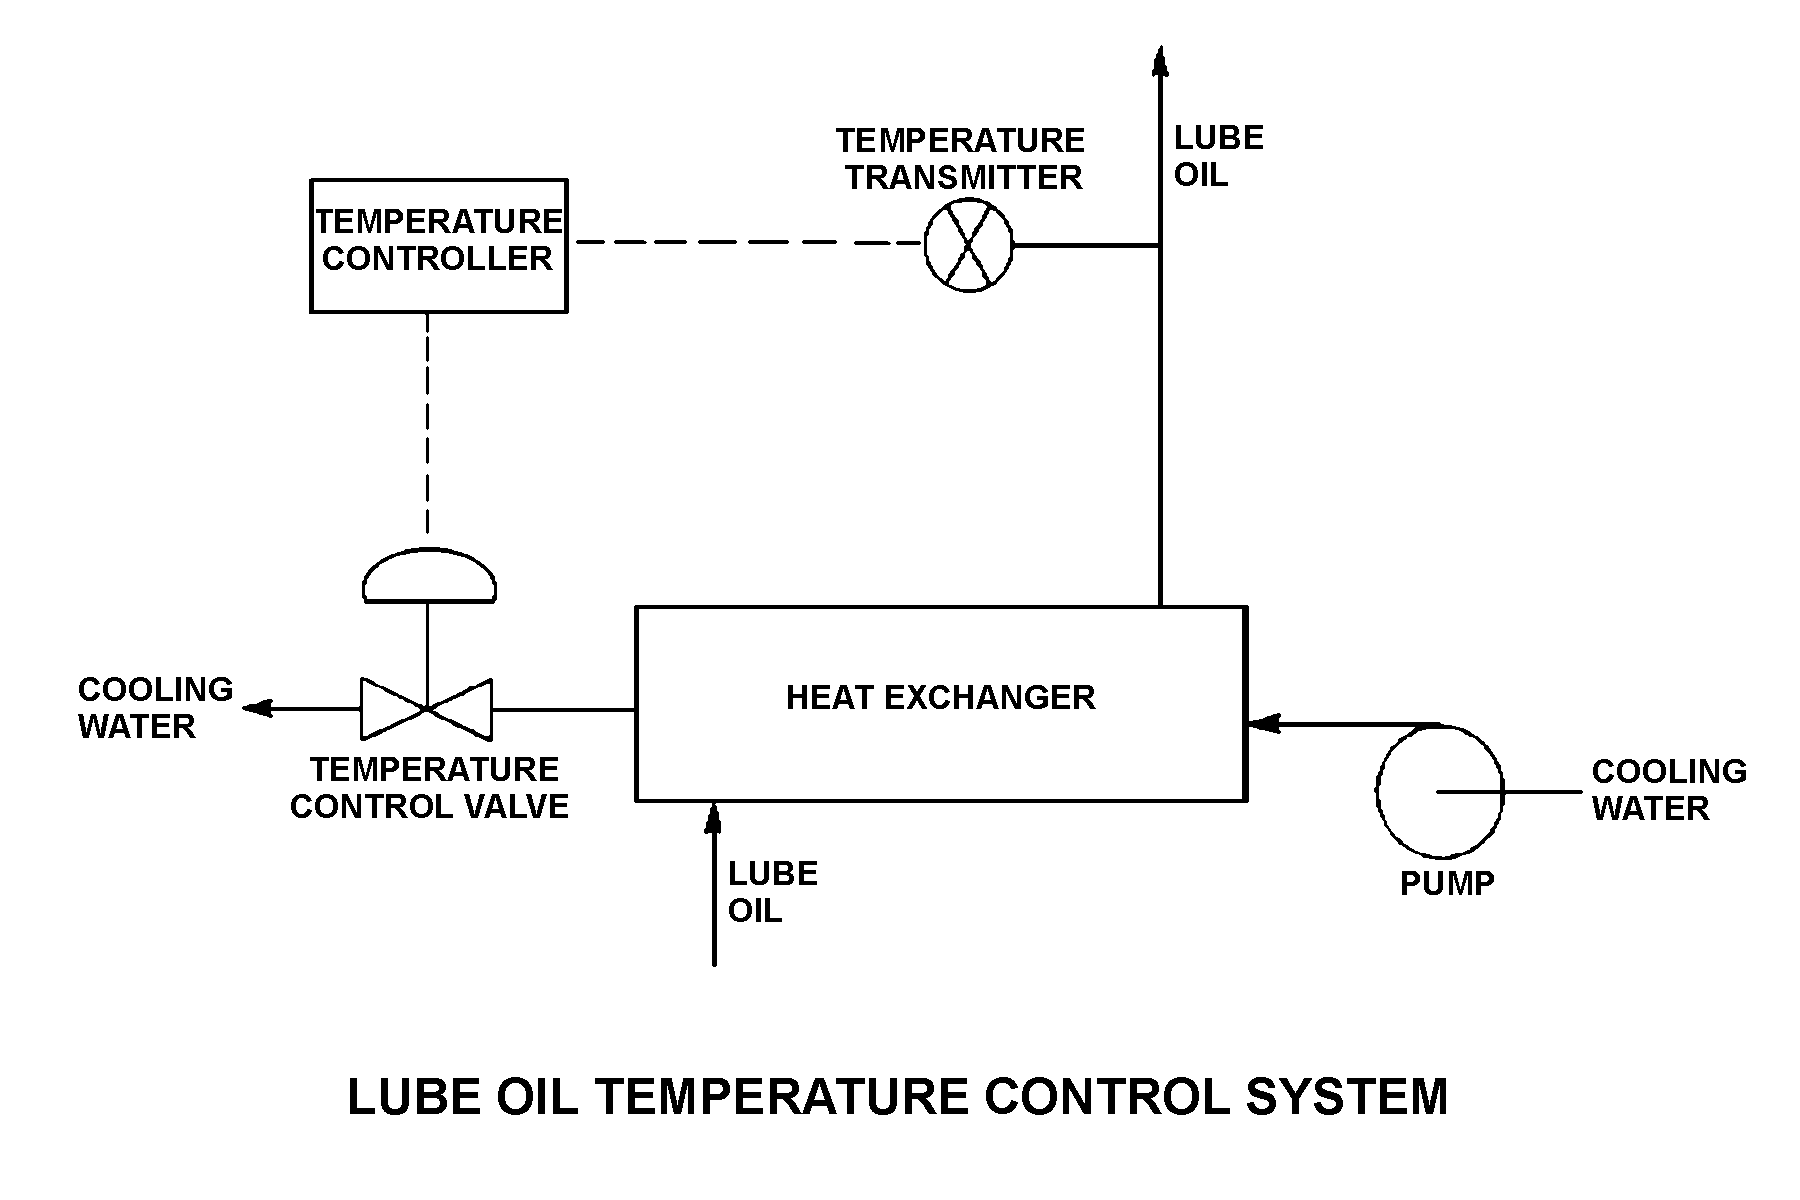 TEMPERATURE
TRANSMITTER
LUBE
OIL
TEMPERATURE
CONTROLLER
COOLING
WATER
TEMPERATURE
CONTROL VALVE
HEAT EXCHANGER
COOLING
WATER
PUMP
LUBE
OIL
LUBE OIL TEMPERATURE CONTROL SYSTEM